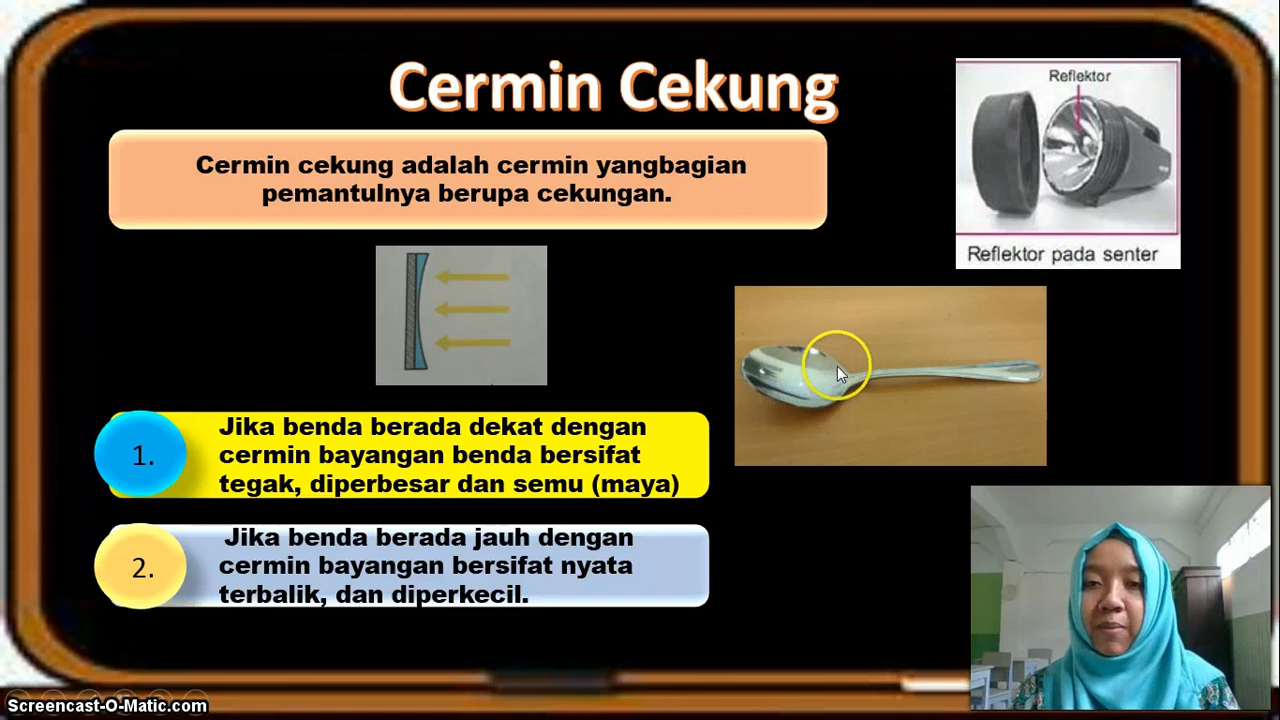 Cermin Cekung
Cermin cekung adalah cermin yangbagian
pemantulnya berupa cekungan.
Reflektor
Reflektor pada senter
1.
Jika benda berada dekat dengan
cermin bayangan benda bersifat
tegak, diperbesar dan semu (maya)
2.
Jika benda berada jauh dengan
cermin bayangan bersifat nyata
terbalik, dan diperkecil.
Screencast-O-Matic.com